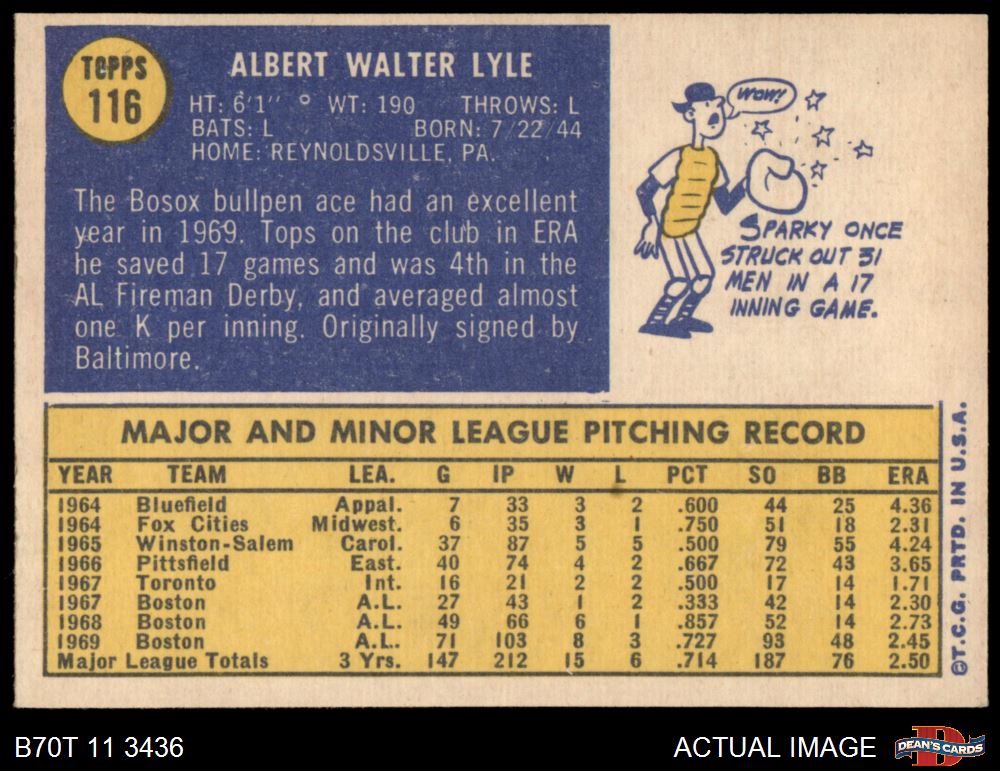 TOPPS
116
ALBERT WALTER LYLE
HT: 6'1" ° WT: 190 THROWS: L
BATS: L BORN: 7/22/44
HOME: REYNOLDSVILLE, PA.
The Bosox bullpen ace had an excellent
year in 1969. Tops on the club in ERA
he saved 17 games and was 4th in the
AL Fireman Derby, and averaged almost
one K per inning. Originally signed by
Baltimore.
WOW!
SPARKY ONCE
STRUCK OUT 31
MEN IN A 17
INNING GAME.
MAJOR AND MINOR LEAGUE PITCHING RECORD
YEAR TEAM LEA. G IP W L PCT SO BB ERA
1964 Bluefield Appal. 7 33 3 2 .600 44 25 4.36
1964 Fox Cities Midwest. 6 35 3 1 .750 51 18 2.31
1965 Winston-Salem Carol. 37 87 5 5 .500 79 55 4.24
1966 Pittsfield East. 40 74 4 2 .667 72 43 3.65
1967 Toronto Int. 16 21 2 2 .500 17 14 1.71
1967 Boston A.L. 27 43 1 2 .333 42 14 2.30
1968 Boston A.L. 49 66 6 1 .857 52 14 2.73
1969 Boston A.L. 71 103 8 3 .727 93 48 2.45
Major League Totals 3 Yrs. 147 212 15 6 .714 187 76 2.50
©T.C.G. PRTD. IN U.S.A.
B70T 11 3436
ACTUAL IMAGE
DEAN'S CARDS